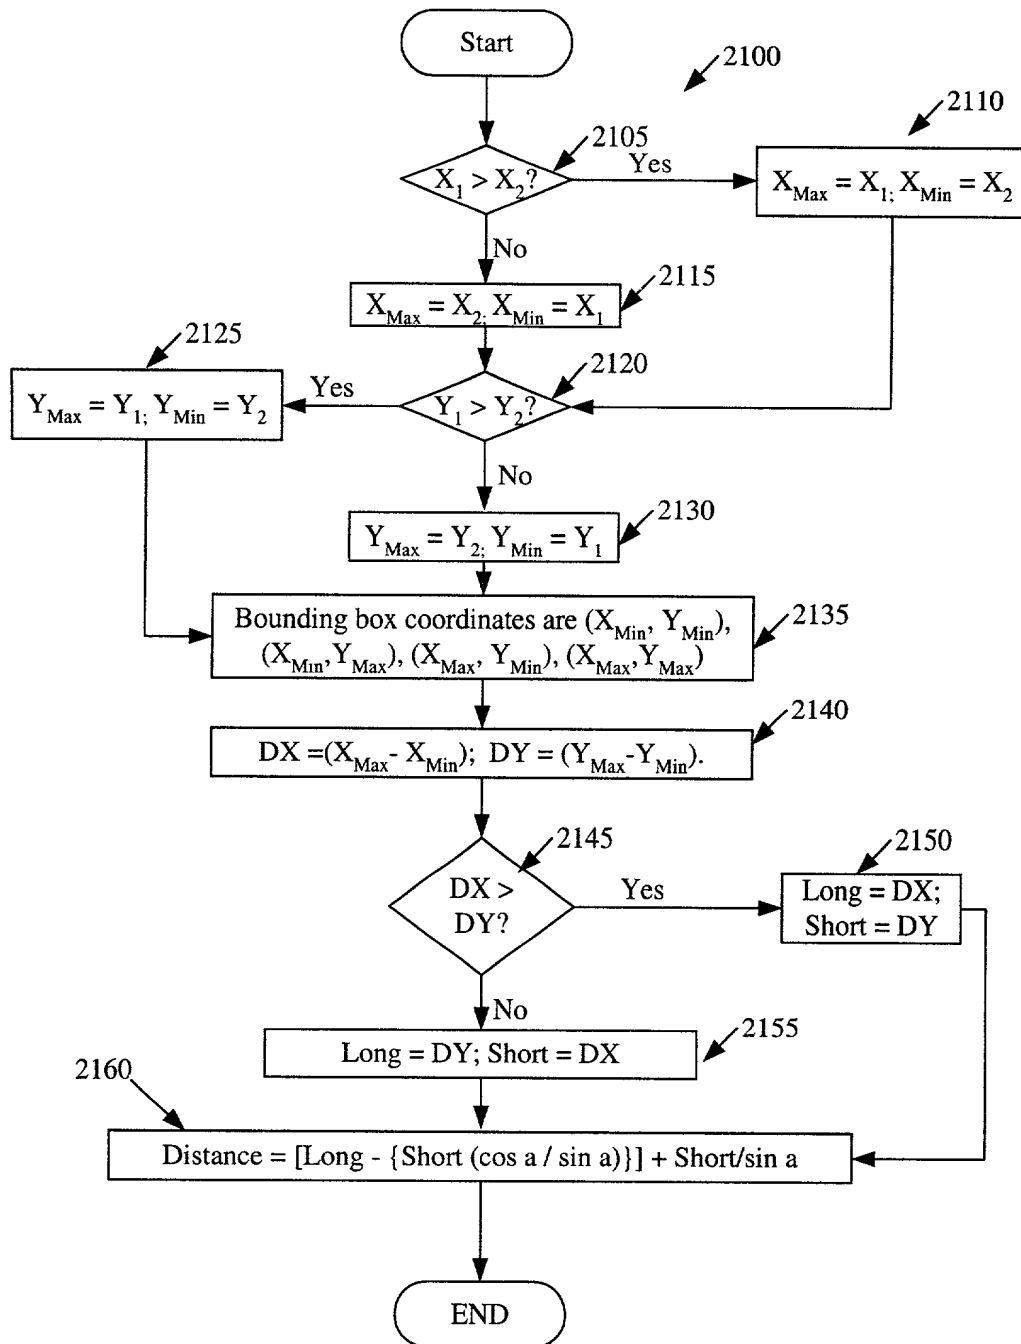 Start
2100
2105
2110
X1 > X2?
Yes
XMax = X1; XMin = X2
No
2115
XMax = X2; XMin = X1
2125
2120
YMax = Y1; YMin = Y2
Yes
Y1 > Y2?
No
2130
YMax = Y2; YMin = Y1
Bounding box coordinates are (XMin, YMin),
(XMin,YMax), (XMax, YMin), (XMax,YMax)
2135
2140
DX =(XMax- XMin); DY = (YMax-YMin).
2145
2150
DX >
DY?
Yes
Long = DX;
Short = DY
No
2155
Long = DY; Short = DX
2160
Distance = [Long - {Short (cos a / sin a)}] + Short/sin a
END